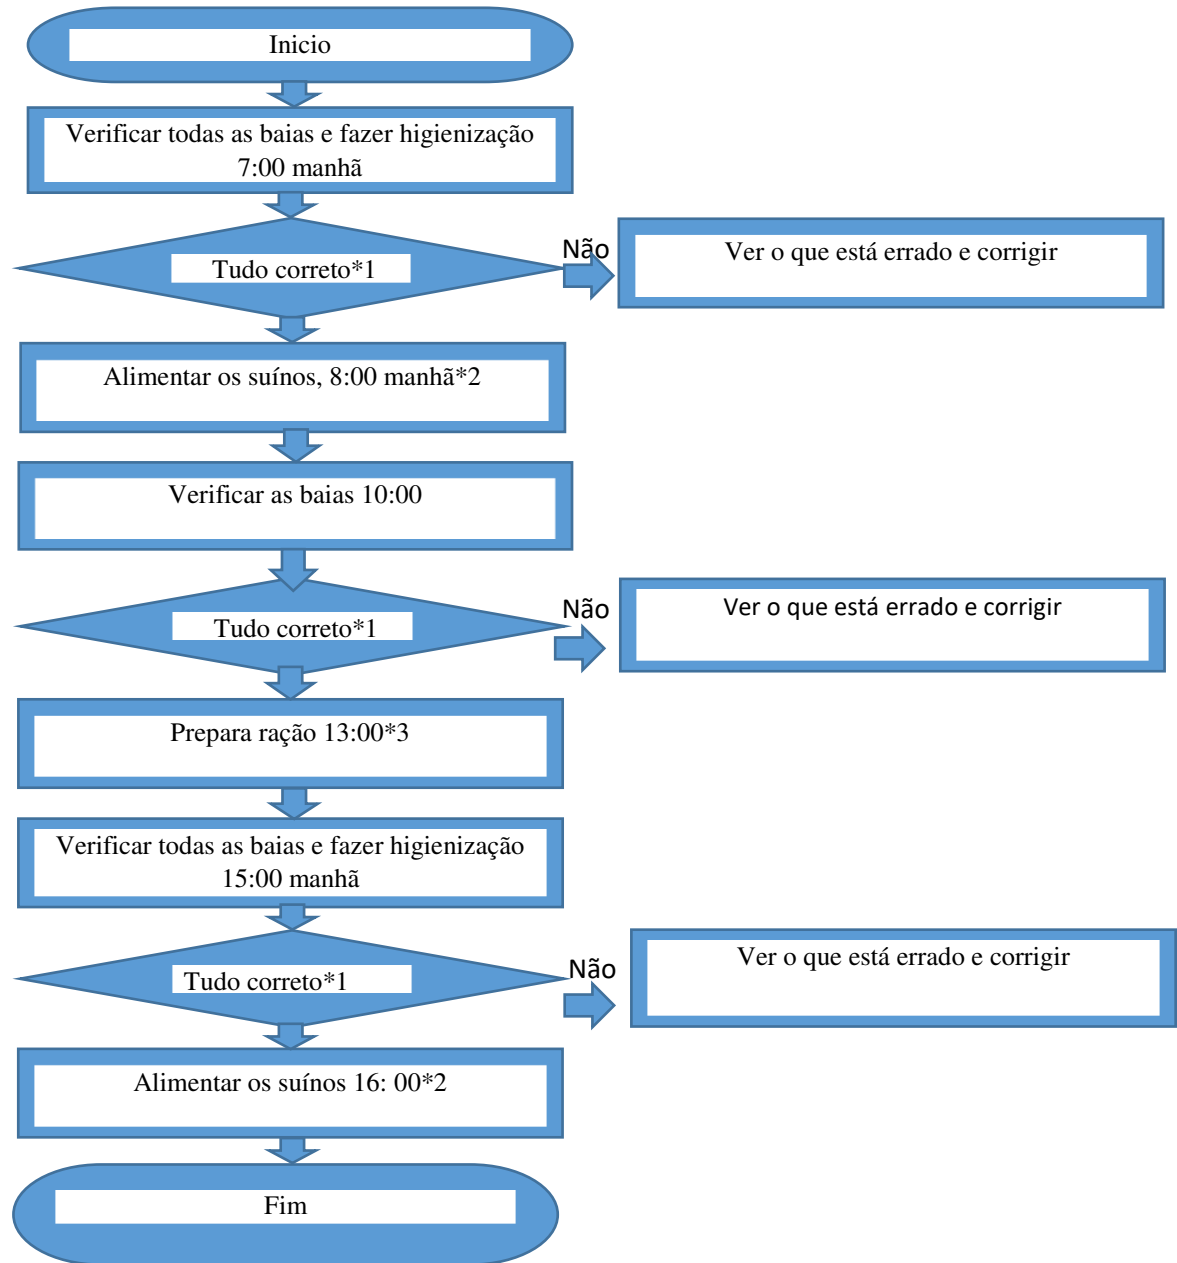 Inicio
Verificar todas as baias e fazer higienização
7:00 manhã
Tudo correto*1
Não
Ver o que está errado e corrigir
Alimentar os suínos, 8:00 manhã*2
Verificar as baias 10:00
Tudo correto*1
Não
Ver o que está errado e corrigir
Prepara ração 13:00*3
Verificar todas as baias e fazer higienização
15:00 manhã
Tudo correto*1
Não
Ver o que está errado e corrigir
Alimentar os suínos 16: 00*2
Fim